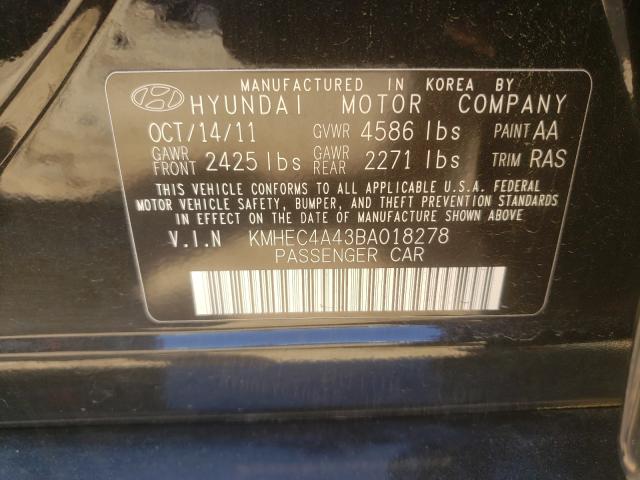 MANUFACTURED IN KOREA BY
HYUNDAI MOTOR COMPANY
OCT/14/11 GVWR 4586 lbs PAINT AA
GAWR FRONT 2425 lbs GAWR REAR 2271 lbs TRIM RAS
THIS VEHICLE CONFORMS TO ALL APPLICABLE U.S.A. FEDERAL
MOTOR VEHICLE SAFETY, BUMPER, AND THEFT PREVENTION STANDARDS
IN EFFECT ON THE DATE OF MANUFACTURE SHOWN ABOVE.
V.I.N KMHEC4A43BA018278
PASSENGER CAR